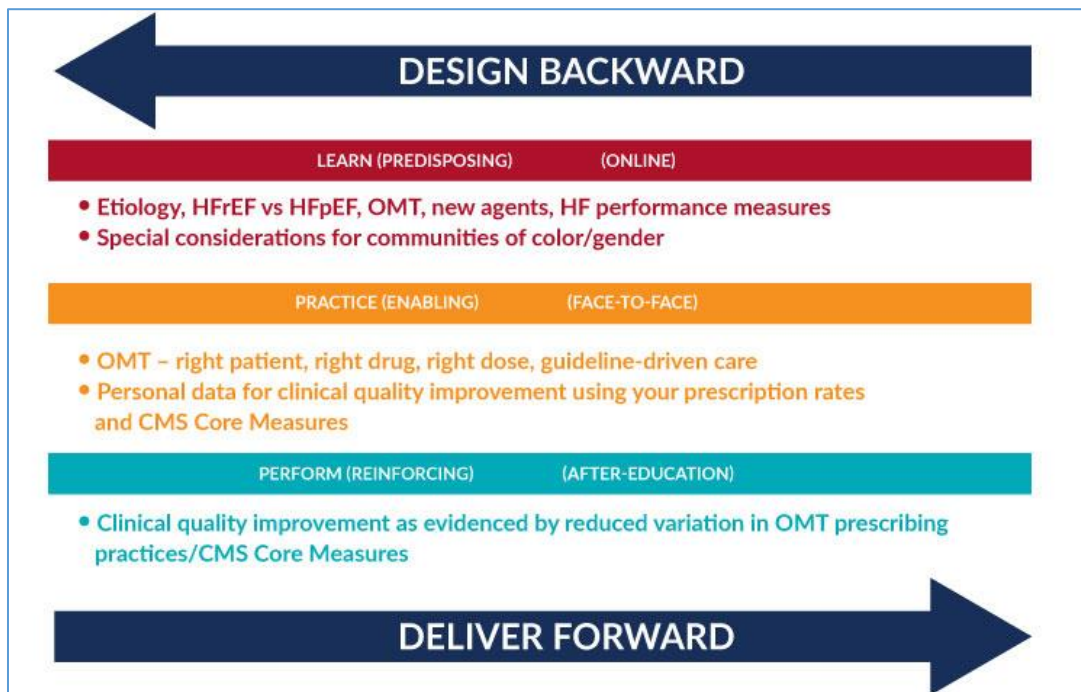 DESIGN BACKWARD
LEARN (PREDISPOSING) (ONLINE)
• Etiology, HFrEF vs HFpEF, OMT, new agents, HF performance measures
• Special considerations for communities of color/gender
PRACTICE (ENABLING) (FACE-TO-FACE)
• OMT – right patient, right drug, right dose, guideline-driven care
• Personal data for clinical quality improvement using your prescription rates
and CMS Core Measures
PERFORM (REINFORCING) (AFTER-EDUCATION)
• Clinical quality improvement as evidenced by reduced variation in OMT prescribing
practices/CMS Core Measures
DELIVER FORWARD